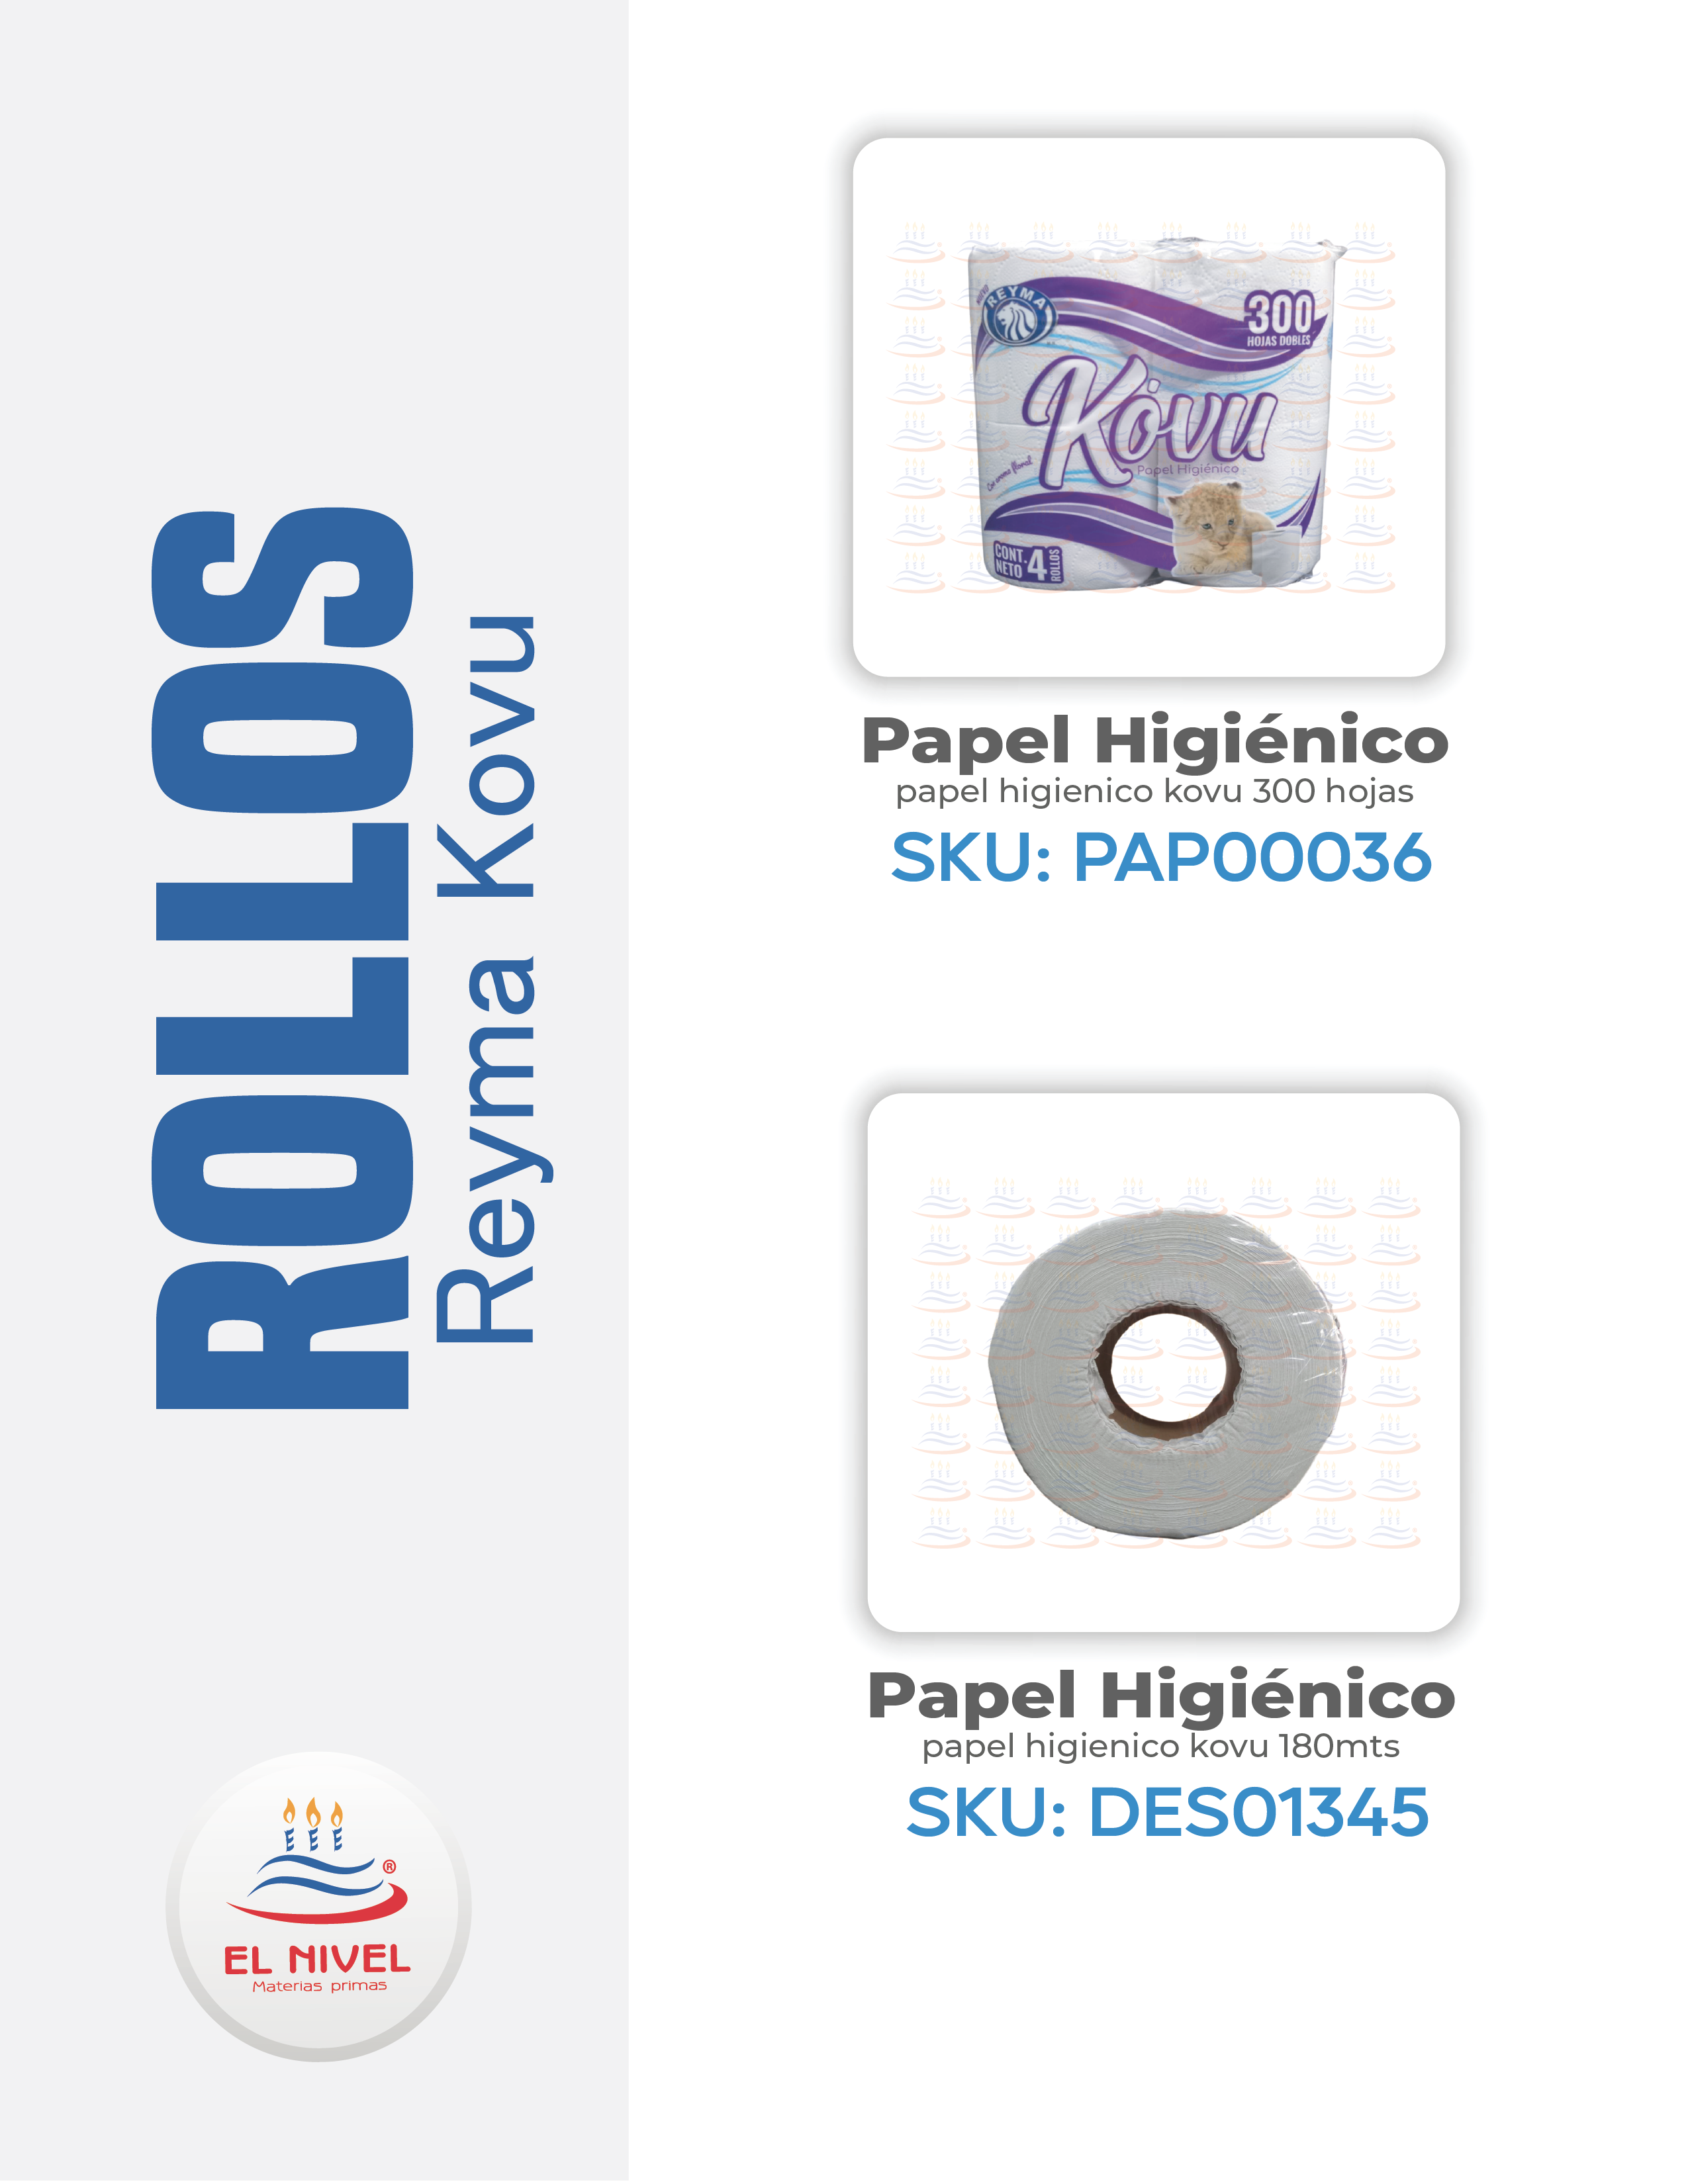 ROLLOS
Reyma Kovu
REYMA
300
HOJAS DOBLES
Kóvu
Papel Higiénico
Con aroma floral
CONT. NETO 4 ROLLOS
Papel Higiénico
papel higienico kovu 300 hojas
SKU: PAP00036
Papel Higiénico
papel higienico kovu 180mts
SKU: DES01345
®
EL NIVEL
Materias primas